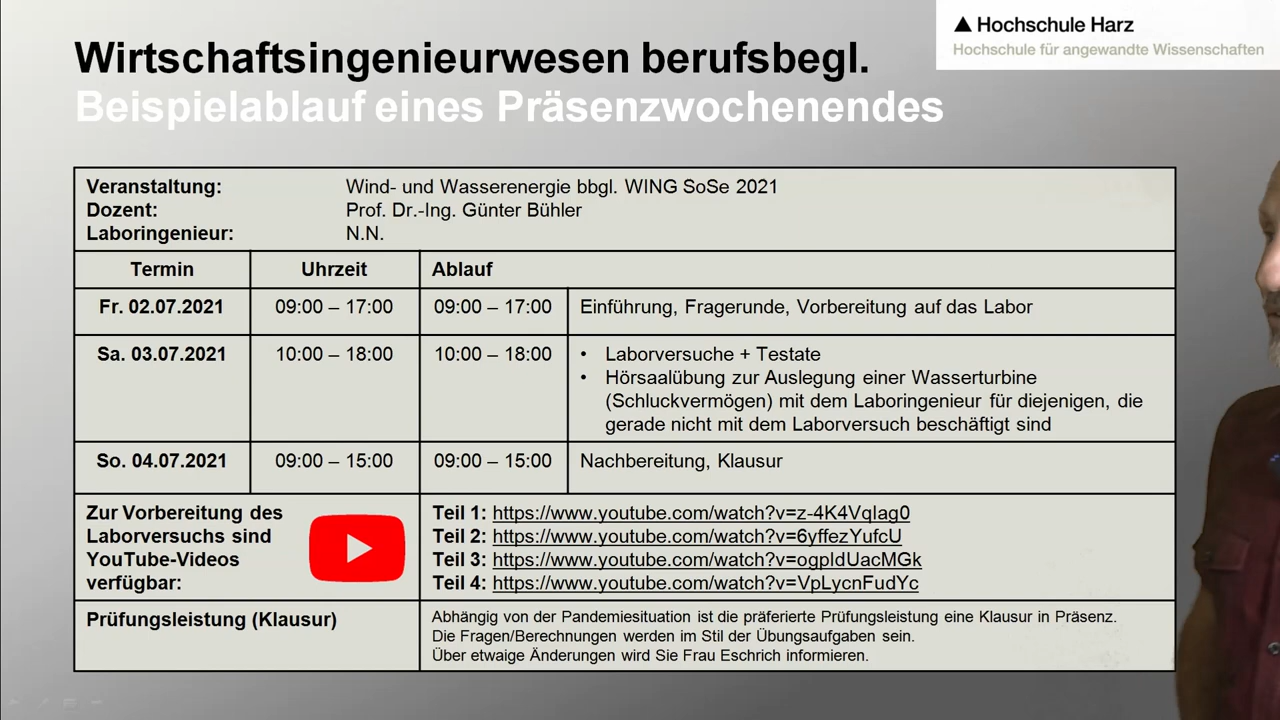 ▲ Hochschule Harz
Hochschule für angewandte Wissenschaften
Wirtschaftsingenieurwesen berufsbegl.
Beispielablauf eines Präsenzwochenendes
Veranstaltung: Wind- und Wasserenergie bbgl. WING SoSe 2021
Dozent: Prof. Dr.-Ing. Günter Bühler
Laboringenieur: N.N.
Termin Uhrzeit Ablauf
Fr. 02.07.2021 09:00 – 17:00 09:00 – 17:00 Einführung, Fragerunde, Vorbereitung auf das Labor
Sa. 03.07.2021 10:00 – 18:00 10:00 – 18:00 • Laborversuche + Testate
• Hörsaalübung zur Auslegung einer Wasserturbine
(Schluckvermögen) mit dem Laboringenieur für diejenigen, die
gerade nicht mit dem Laborversuch beschäftigt sind
So. 04.07.2021 09:00 – 15:00 09:00 – 15:00 Nachbereitung, Klausur
Zur Vorbereitung des
Laborversuchs sind
YouTube-Videos
verfügbar:
Teil 1: https://www.youtube.com/watch?v=z-4K4VqIag0
Teil 2: https://www.youtube.com/watch?v=6yffezYufcU
Teil 3: https://www.youtube.com/watch?v=ogpIdUacMGk
Teil 4: https://www.youtube.com/watch?v=VpLycnFudYc
Prüfungsleistung (Klausur)
Abhängig von der Pandemiesituation ist die präferierte Prüfungsleistung eine Klausur in Präsenz.
Die Fragen/Berechnungen werden im Stil der Übungsaufgaben sein.
Über etwaige Änderungen wird Sie Frau Eschrich informieren.